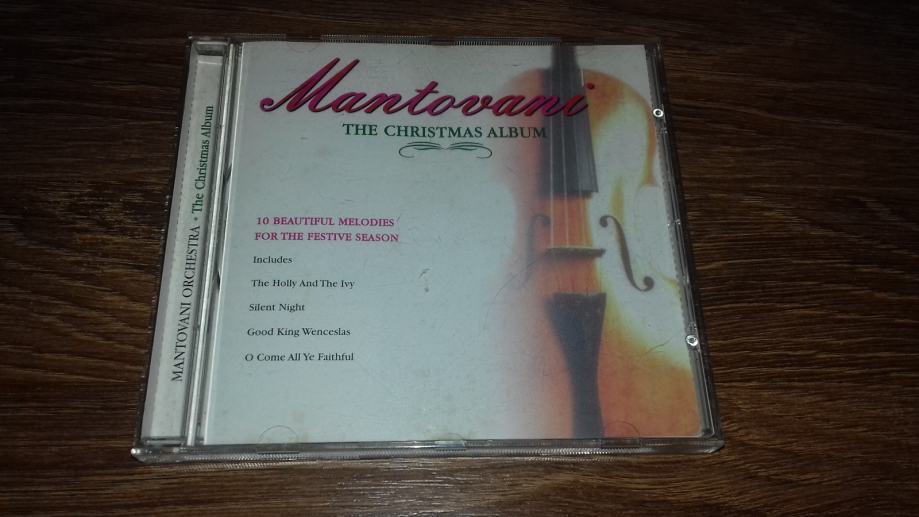 Mantovani
THE CHRISTMAS ALBUM
10 BEAUTIFUL MELODIES
FOR THE FESTIVE SEASON
Includes
The Holly And The Ivy
Silent Night
Good King Wenceslas
O Come All Ye Faithful
MANTOVANI ORCHESTRA • The Christmas Album